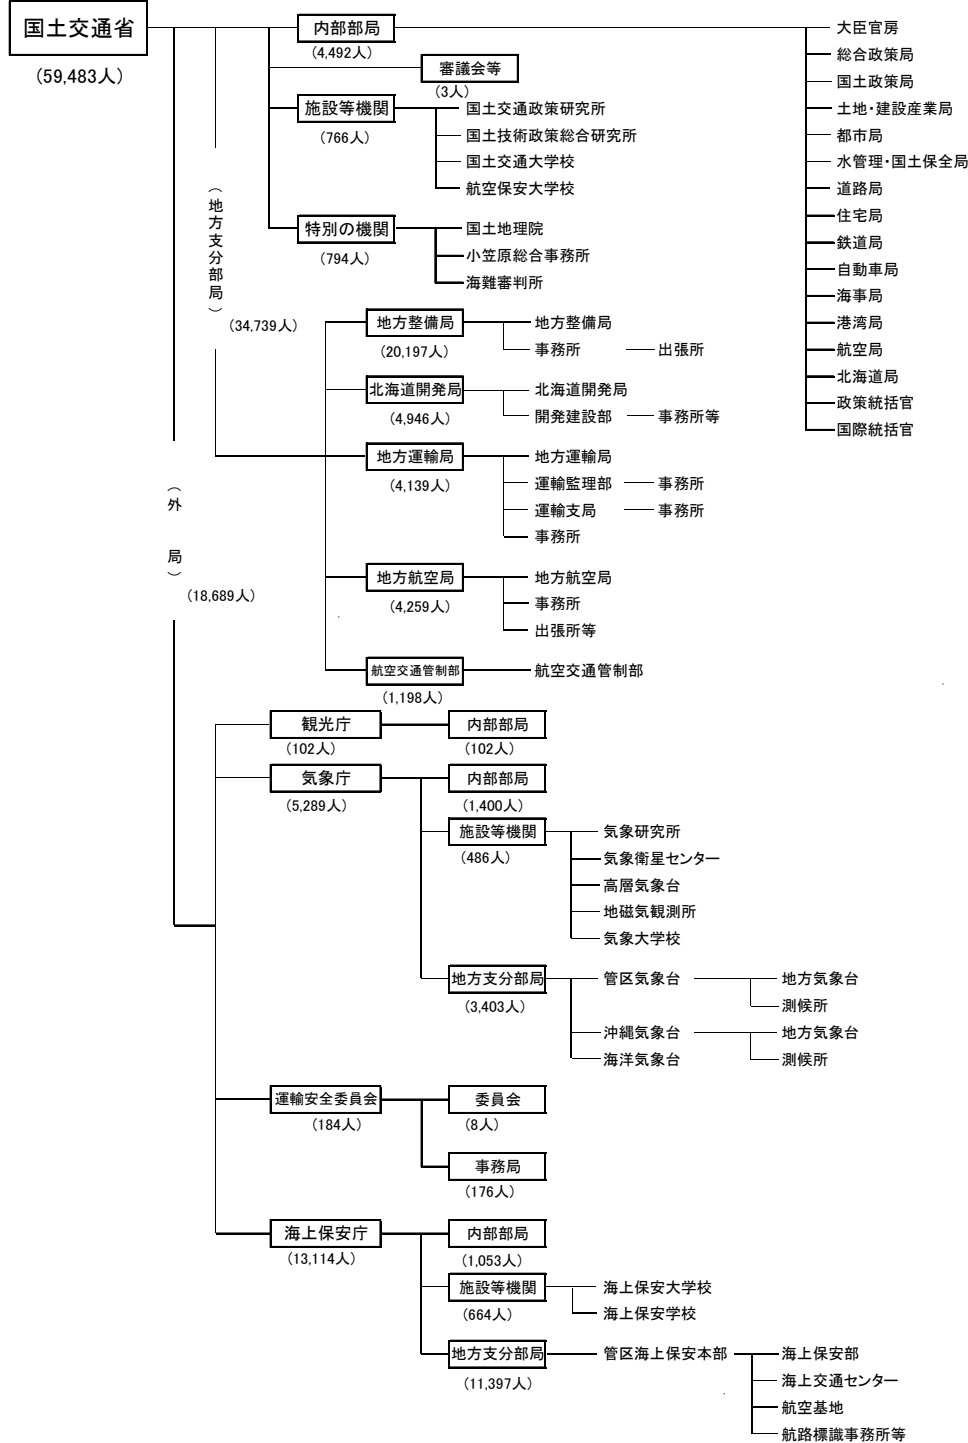 国土交通省
(59,483人)
内部部局
(4,492人)
大臣官房
総合政策局
国土政策局
土地・建設産業局
都市局
水管理・国土保全局
道路局
住宅局
鉄道局
自動車局
海事局
港湾局
航空局
北海道局
政策統括官
国際統括官
審議会等
(3人)
施設等機関
(766人)
国土交通政策研究所
国土技術政策総合研究所
国土交通大学校
航空保安大学校
特別の機関
(794人)
国土地理院
小笠原総合事務所
海難審判所
(地方支分部局)
(34,739人)
地方整備局
(20,197人)
地方整備局
事務所 出張所
北海道開発局
(4,946人)
北海道開発局
開発建設部 事務所等
地方運輸局
(4,139人)
地方運輸局
運輸監理部 事務所
運輸支局 事務所
事務所
地方航空局
(4,259人)
地方航空局
事務所
出張所等
航空交通管制部
(1,198人)
航空交通管制部
(外局)
(18,689人)
観光庁
(102人)
内部部局
(102人)
気象庁
(5,289人)
内部部局
(1,400人)
施設等機関
(486人)
気象研究所
気象衛星センター
高層気象台
地磁気観測所
気象大学校
地方支分部局
(3,403人)
管区気象台 地方気象台
測候所
沖縄気象台 地方気象台
海洋気象台 測候所
運輸安全委員会
(184人)
委員会
(8人)
事務局
(176人)
海上保安庁
(13,114人)
内部部局
(1,053人)
施設等機関
(664人)
海上保安大学校
海上保安学校
地方支分部局
(11,397人)
管区海上保安本部 海上保安部
海上交通センター
航空基地
航路標識事務所等